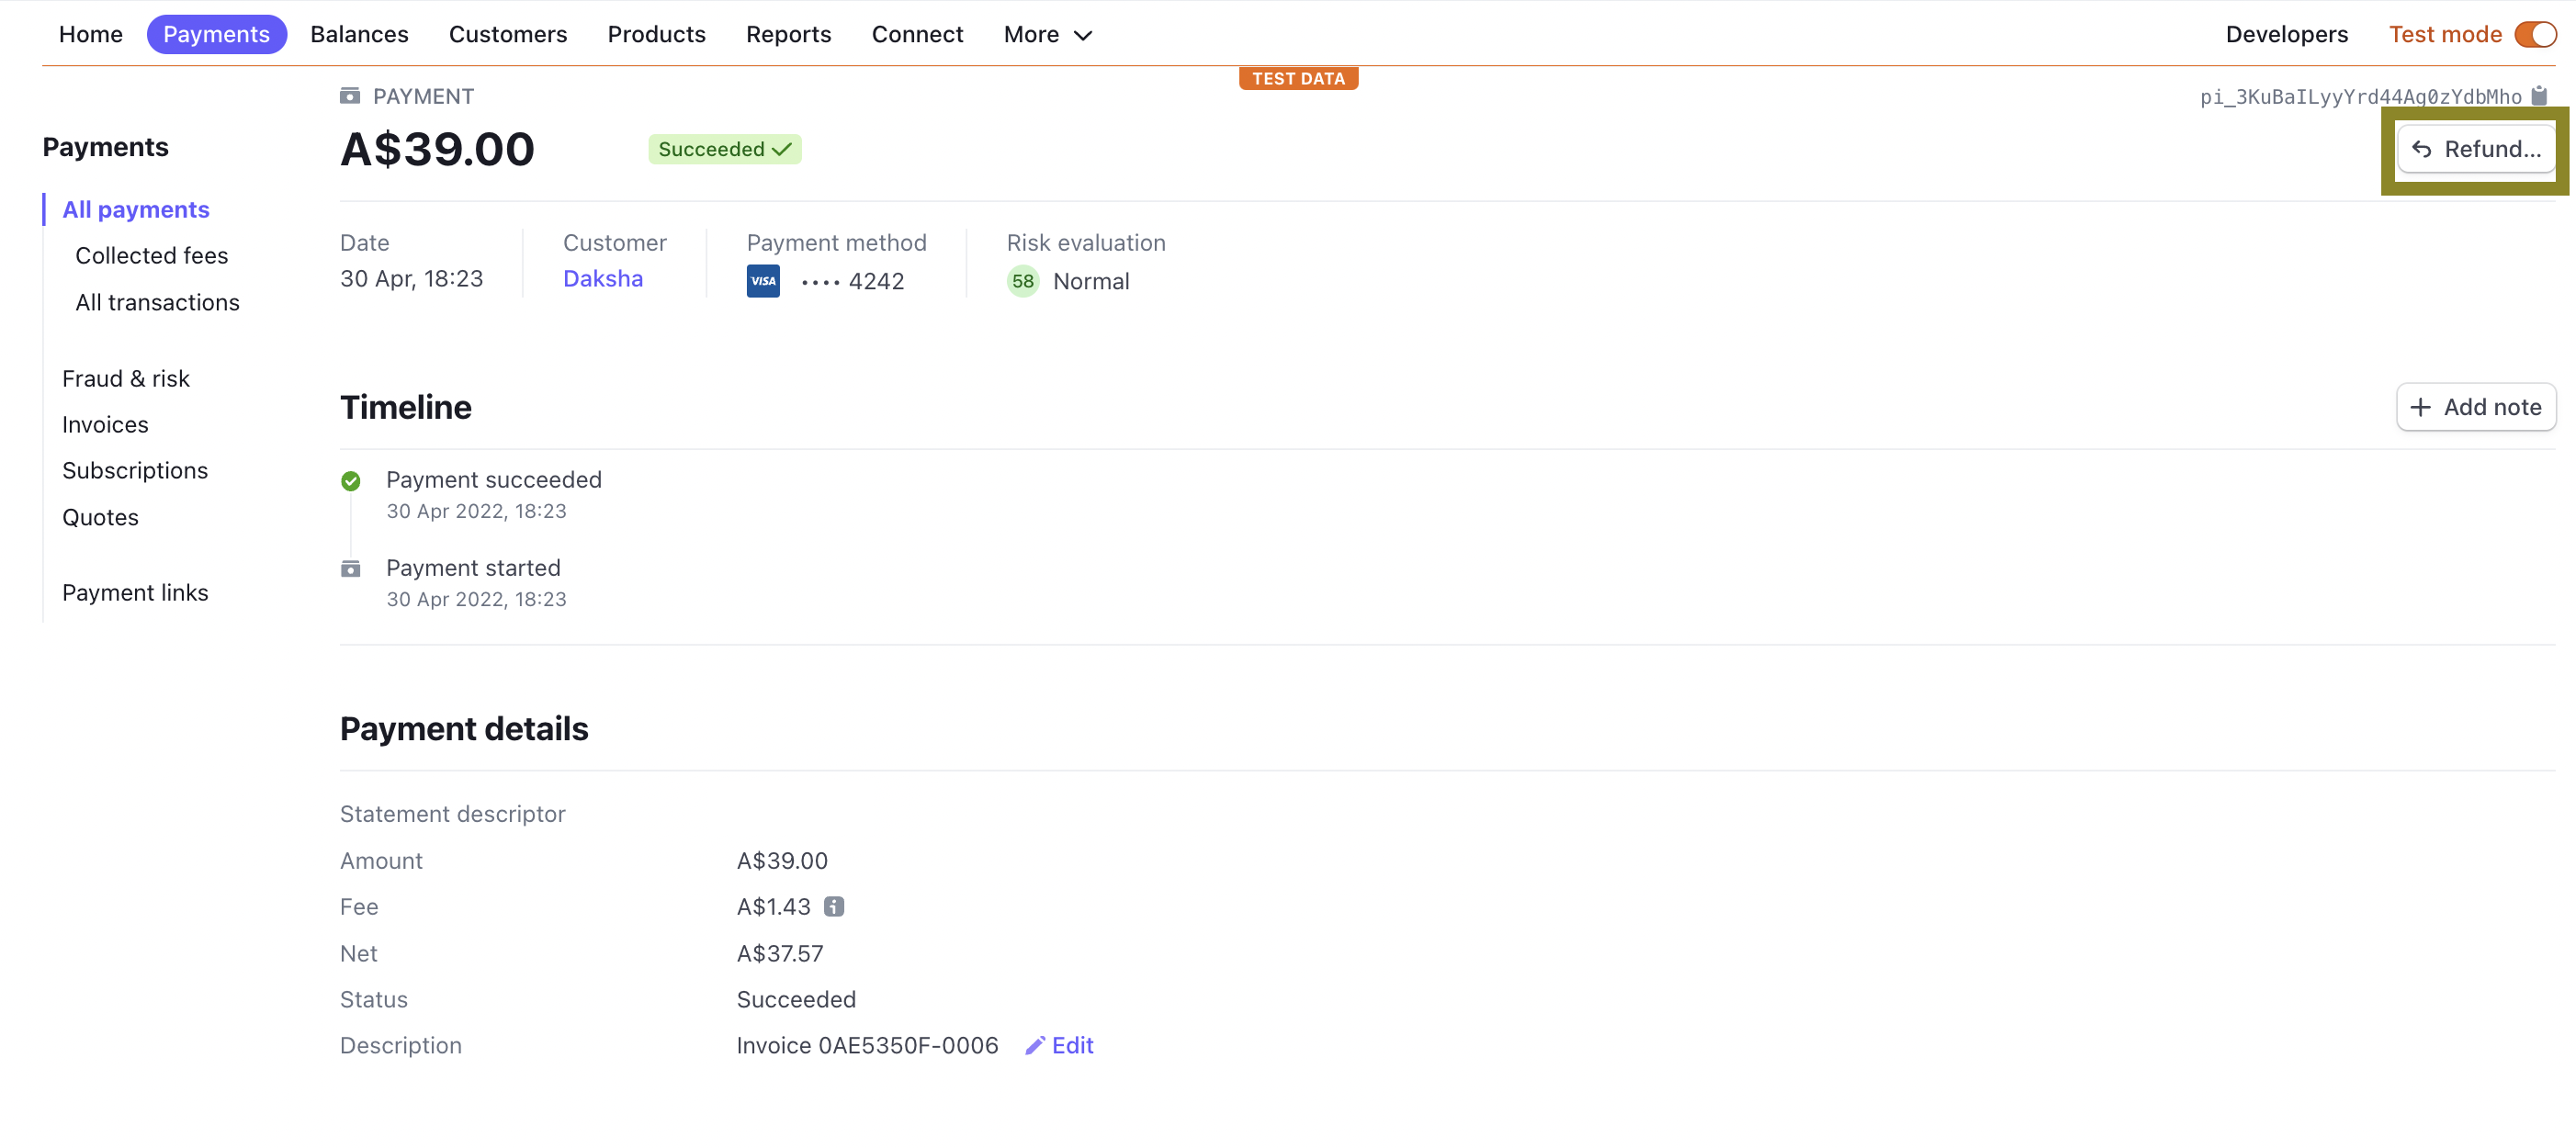 Home Payments Balances Customers Products Reports Connect More Developers Test mode
TEST DATA
PAYMENT
pi_3KuBaILyyYrd44Ag0zYdbMho
Payments
A$39.00 Succeeded
Refund...
All payments
Collected fees
All transactions
Fraud & risk
Invoices
Subscriptions
Quotes
Payment links
Date Customer Payment method Risk evaluation
30 Apr, 18:23 Daksha VISA •••• 4242 58 Normal
Timeline
Add note
Payment succeeded
30 Apr 2022, 18:23
Payment started
30 Apr 2022, 18:23
Payment details
Statement descriptor
Amount A$39.00
Fee A$1.43
Net A$37.57
Status Succeeded
Description Invoice 0AE5350F-0006 Edit